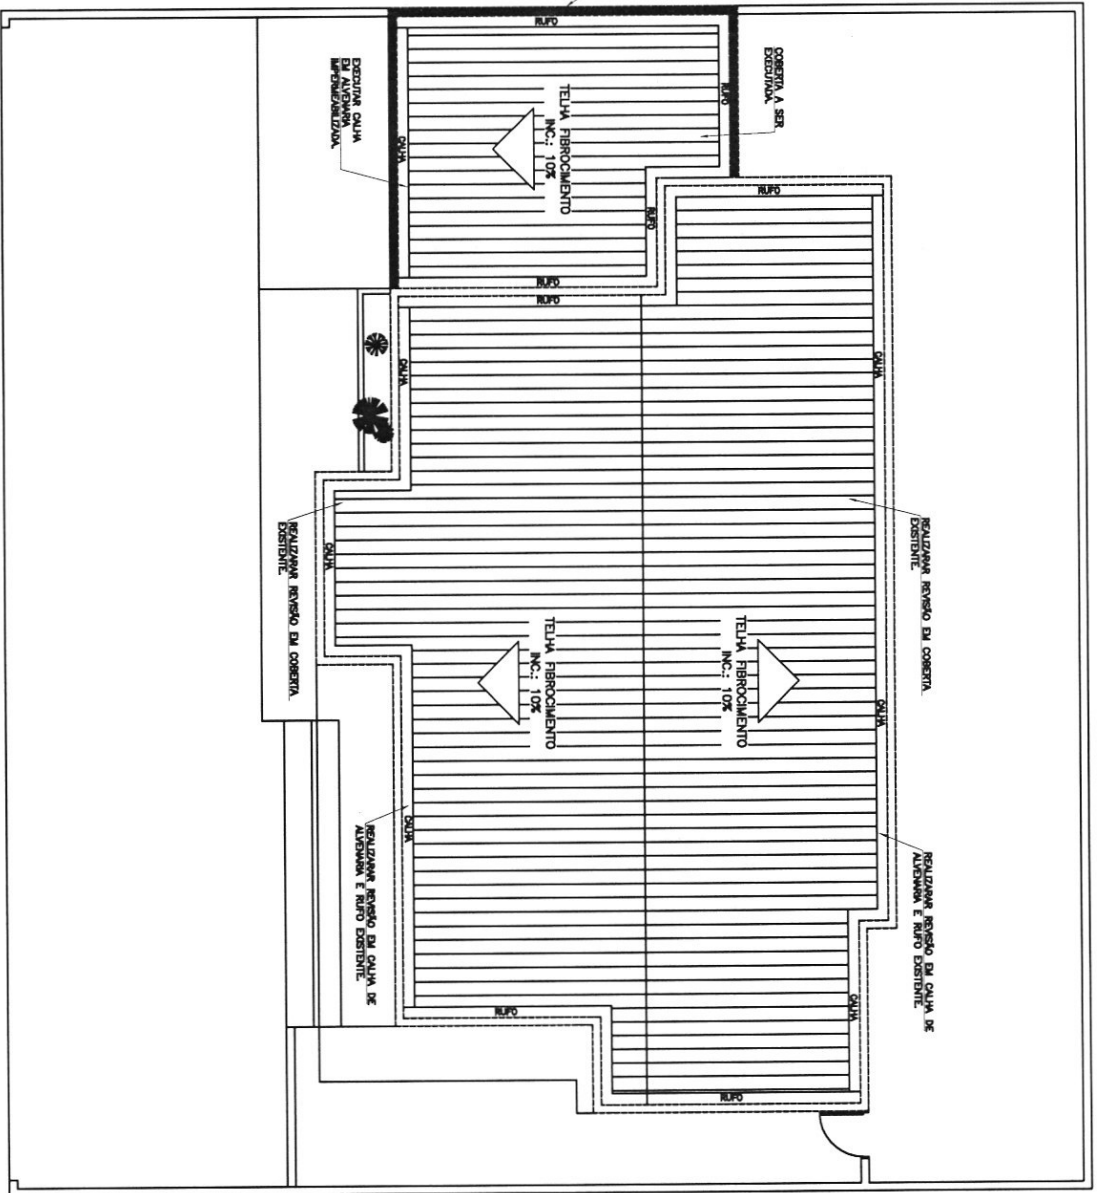 RUFO
COBERTA A SER
EXECUTADA.
RUFO
TELHA FIBROCIMENTO
INC.: 10%
EXECUTAR CALHA
EM ALVENARIA
IMPERMEABILIZADA.
CALHA
RUFO
RUFO
RUFO
RUFO
CALHA
CALHA
REALIZARAR REVISÃO EM COBERTA
EXISTENTE.
REALIZARAR REVISÃO EM COBERTA
EXISTENTE.
CALHA
TELHA FIBROCIMENTO
INC.: 10%
TELHA FIBROCIMENTO
INC.: 10%
CALHA
CALHA
REALIZARAR REVISÃO EM CALHA DE
ALVENARIA E RUFO EXISTENTE.
REALIZARAR REVISÃO EM CALHA DE
ALVENARIA E RUFO EXISTENTE.
RUFO
CALHA
RUFO